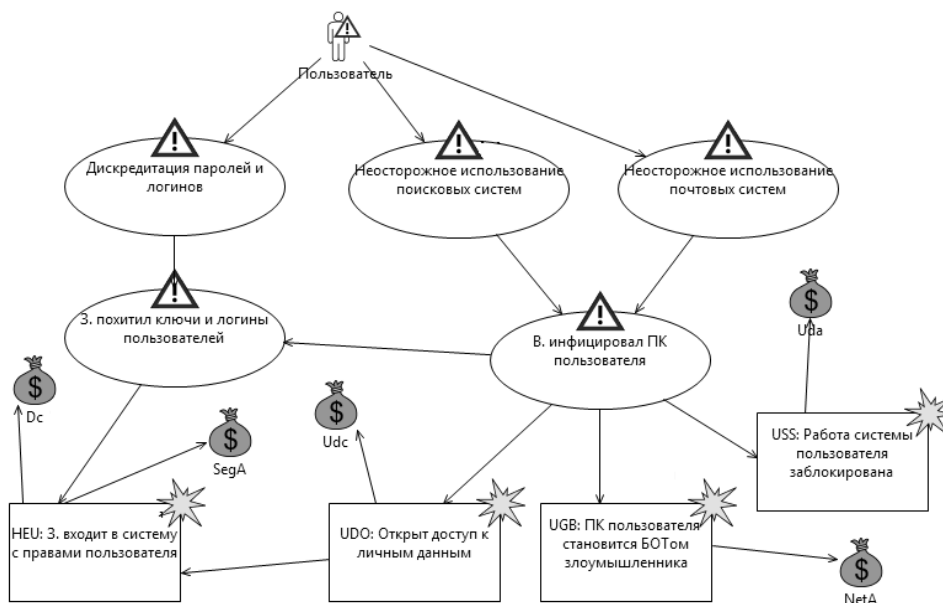 Пользователь
Дискредитация паролей и
логинов
Неосторожное использование
поисковых систем
Неосторожное использование
почтовых систем
З. похитил ключи и логины
пользователей
В. инфицировал ПК
пользователя
$
Uda
$
Dc
$
SegA
$
Udc
USS: Работа системы
пользователя
заблокирована
HEU: З. входит в систему
с правами пользователя
UDO: Открыт доступ к
личным данным
UGB: ПК пользователя
становится БОТом
злоумышленника
$
NetA